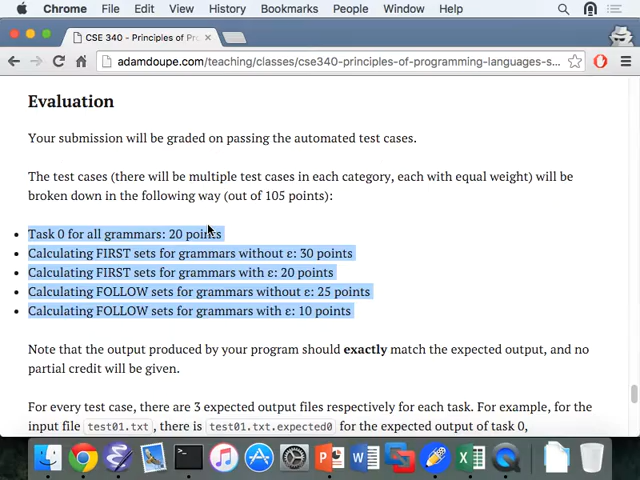 Chrome File Edit View History Bookmarks People Window Help
CSE 340 - Principles of Pro
adamdoupe.com/teaching/classes/cse340-principles-of-programming-languages-s...
Evaluation
Your submission will be graded on passing the automated test cases.
The test cases (there will be multiple test cases in each category, each with equal weight) will be
broken down in the following way (out of 105 points):
• Task 0 for all grammars: 20 points
• Calculating FIRST sets for grammars without ε: 30 points
• Calculating FIRST sets for grammars with ε: 20 points
• Calculating FOLLOW sets for grammars without ε: 25 points
• Calculating FOLLOW sets for grammars with ε: 10 points
Note that the output produced by your program should exactly match the expected output, and no
partial credit will be given.
For every test case, there are 3 expected output files respectively for each task. For example, for the
input file test01.txt, there is test01.txt.expected0 for the expected output of task 0,